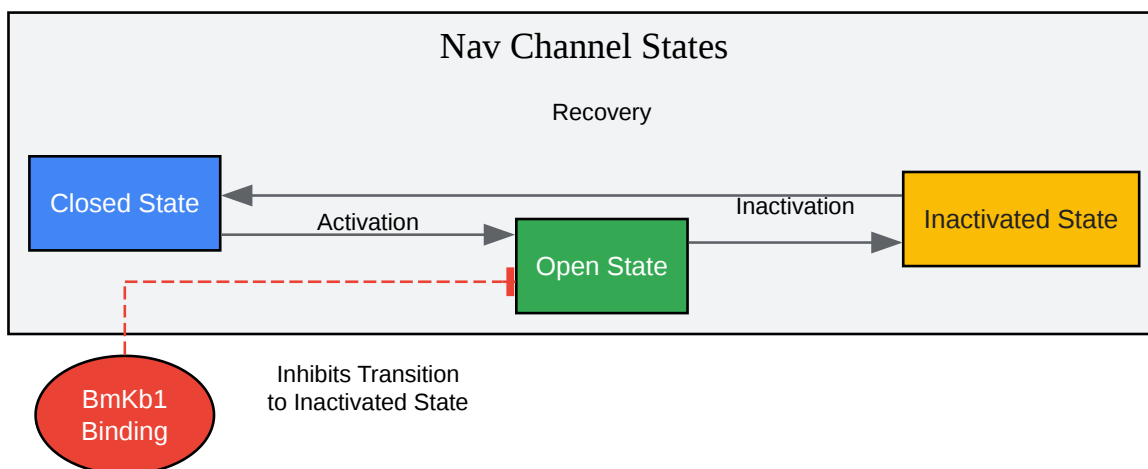 Nav Channel States
Recovery
Closed State
Activation
Open State
Inactivation
Inactivated State
BmKb1
Binding
Inhibits Transition
to Inactivated State